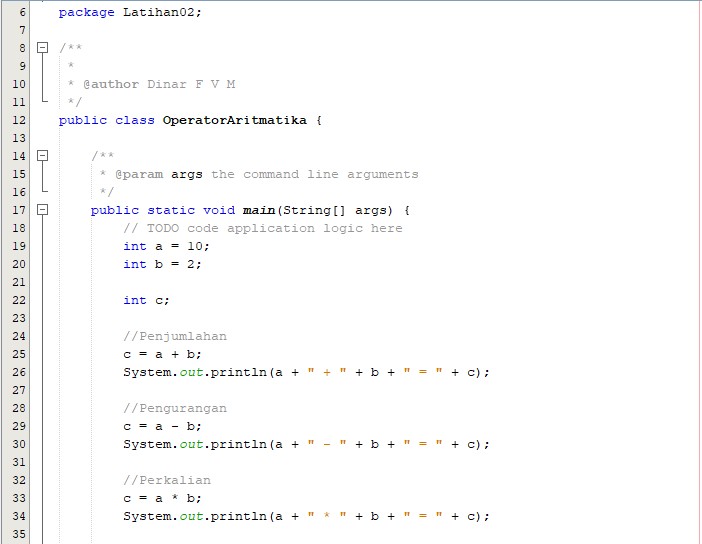 6 package Latihan02;
7
8 /**
9 *
10 * @author Dinar F V M
11 */
12 public class OperatorAritmatika {
13
14 /**
15 * @param args the command line arguments
16 */
17 public static void main(String[] args) {
18 // TODO code application logic here
19 int a = 10;
20 int b = 2;
21
22 int c;
23
24 //Penjumlahan
25 c = a + b;
26 System.out.println(a + " + " + b + " = " + c);
27
28 //Pengurangan
29 c = a - b;
30 System.out.println(a + " - " + b + " = " + c);
31
32 //Perkalian
33 c = a * b;
34 System.out.println(a + " * " + b + " = " + c);
35